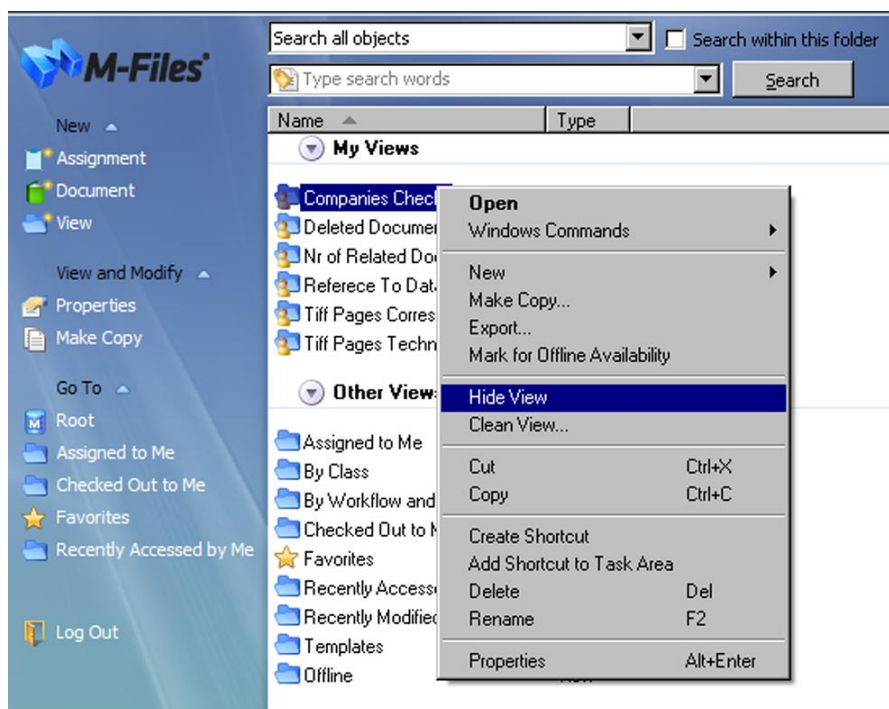 M-Files
Search all objects
Search within this folder
Type search words
Search
New
Assignment
Document
View
View and Modify
Properties
Make Copy
Go To
Root
Assigned to Me
Checked Out to Me
Favorites
Recently Accessed by Me
Log Out
Name Type
My Views
Companies Chec
Deleted Docume
Nr of Related Do
Referece To Dat
Tiff Pages Corres
Tiff Pages Techn
Other View
Assigned to Me
By Class
By Workflow and
Checked Out to M
Favorites
Recently Access
Recently Modified
Templates
Offline
Open
Windows Commands
New
Make Copy...
Export...
Mark for Offline Availability
Hide View
Clean View...
Cut Ctrl+X
Copy Ctrl+C
Create Shortcut
Add Shortcut to Task Area
Delete Del
Rename F2
Properties Alt+Enter